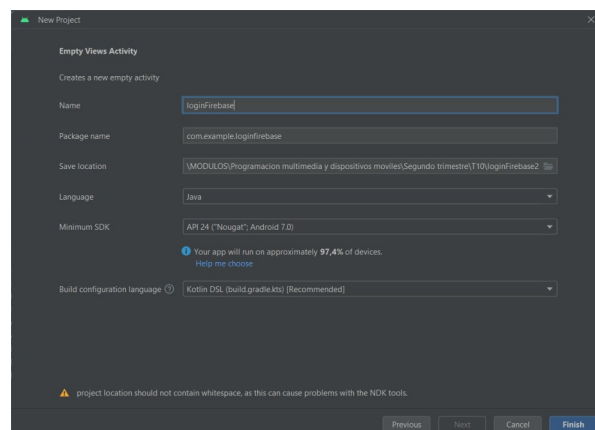 New Project
Empty Views Activity
Creates a new empty activity
Name loginFirebase
Package name com.example.loginfirebase
Save location \MODULOS\Programacion multimedia y dispositivos moviles\Segundo trimestre\T10\loginFirebase2
Language Java
Minimum SDK API 24 ("Nougat"; Android 7.0)
Your app will run on approximately 97,4% of devices.
Help me choose
Build configuration language Kotlin DSL (build.gradle.kts) [Recommended]
project location should not contain whitespace, as this can cause problems with the NDK tools.
Previous Next Cancel Finish